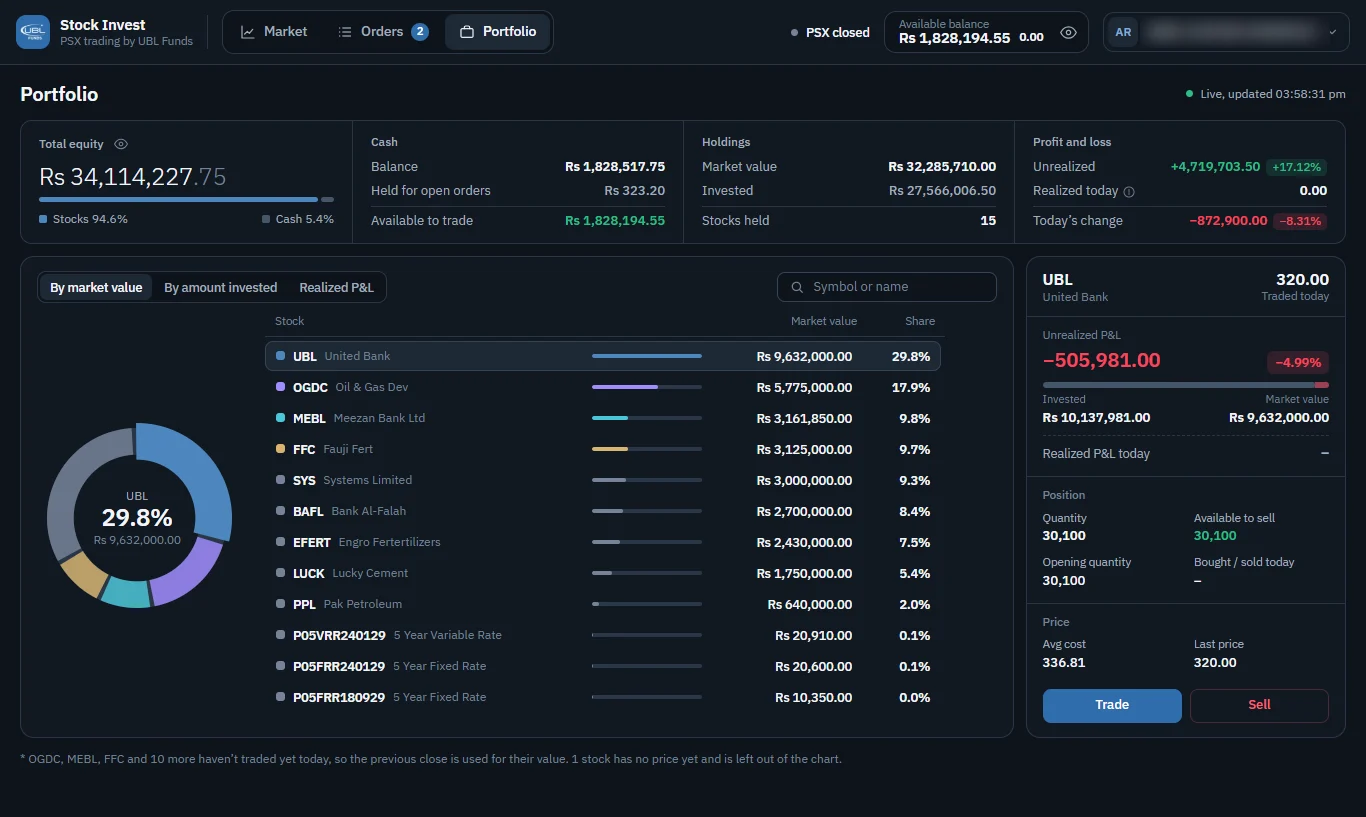 UBL FUNDS
Stock Invest
PSX trading by UBL Funds
Market
Orders 2
Portfolio
PSX closed
Available balance
Rs 1,828,194.55 0.00
AR
Portfolio
Live, updated 03:58:31 pm
Total equity
Rs 34,114,227.75
Stocks 94.6% Cash 5.4%
Cash
Balance Rs 1,828,517.75
Held for open orders Rs 323.20
Available to trade Rs 1,828,194.55
Holdings
Market value Rs 32,285,710.00
Invested Rs 27,566,006.50
Stocks held 15
Profit and loss
Unrealized +4,719,703.50 +17.12%
Realized today 0.00
Today’s change −872,900.00 −8.31%
By market value By amount invested Realized P&L
Symbol or name
Stock Market value Share
UBL United Bank Rs 9,632,000.00 29.8%
OGDC Oil & Gas Dev Rs 5,775,000.00 17.9%
MEBL Meezan Bank Ltd Rs 3,161,850.00 9.8%
FFC Fauji Fert Rs 3,125,000.00 9.7%
SYS Systems Limited Rs 3,000,000.00 9.3%
BAFL Bank Al-Falah Rs 2,700,000.00 8.4%
EFERT Engro Fertertilizers Rs 2,430,000.00 7.5%
LUCK Lucky Cement Rs 1,750,000.00 5.4%
PPL Pak Petroleum Rs 640,000.00 2.0%
P05VRR240129 5 Year Variable Rate Rs 20,910.00 0.1%
P05FRR240129 5 Year Fixed Rate Rs 20,600.00 0.1%
P05FRR180929 5 Year Fixed Rate Rs 10,350.00 0.0%
UBL
29.8%
Rs 9,632,000.00
UBL 320.00
United Bank Traded today
Unrealized P&L
−505,981.00 −4.99%
Invested Market value
Rs 10,137,981.00 Rs 9,632,000.00
Realized P&L today –
Position
Quantity Available to sell
30,100 30,100
Opening quantity Bought / sold today
30,100 –
Price
Avg cost Last price
336.81 320.00
Trade Sell
* OGDC, MEBL, FFC and 10 more haven’t traded yet today, so the previous close is used for their value. 1 stock has no price yet and is left out of the chart.